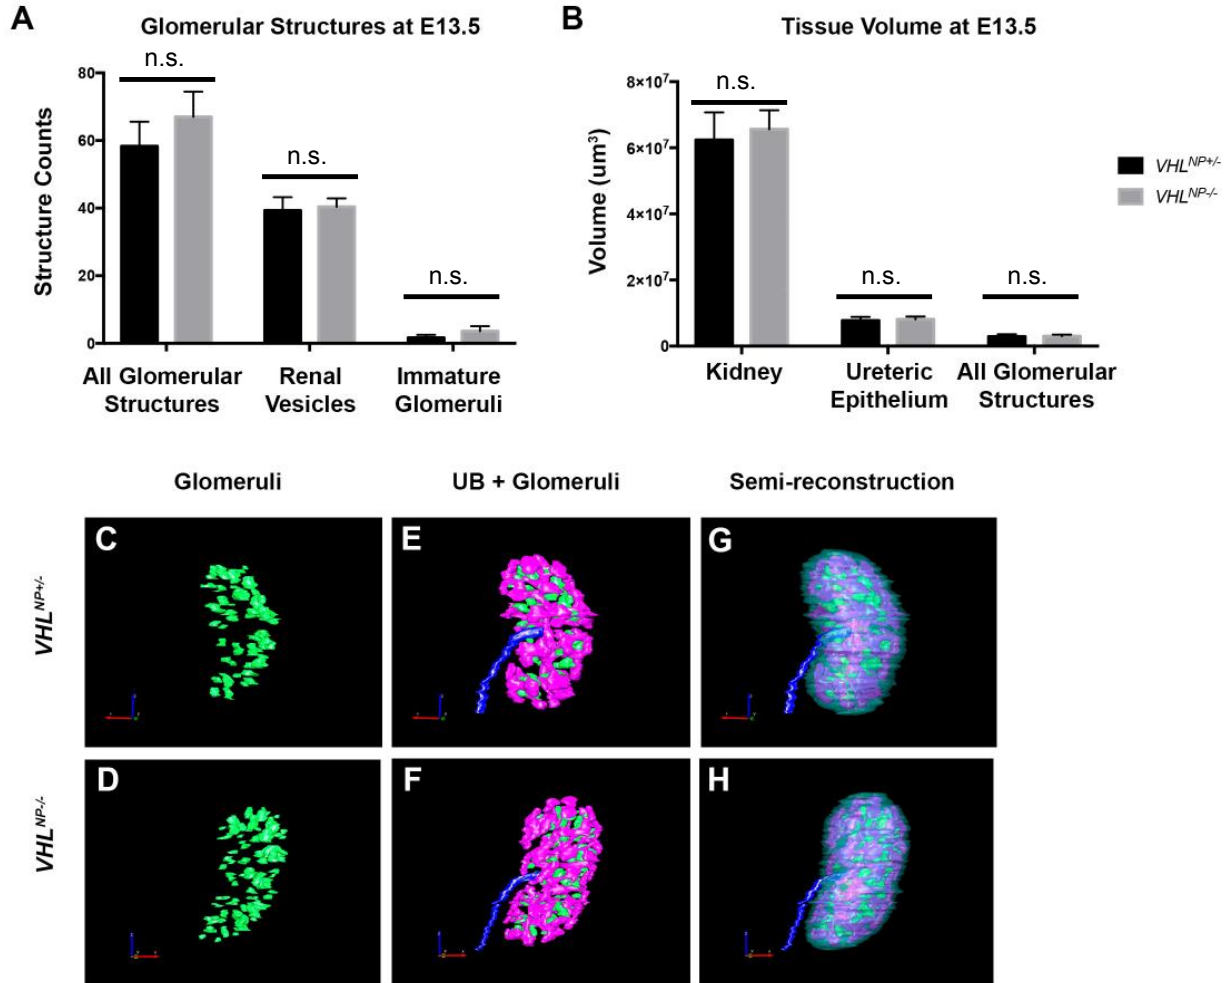 A
Glomerular Structures at E13.5
n.s.
n.s.
n.s.
Structure Counts
80
60
40
20
0
All Glomerular
Structures
Renal
Vesicles
Immature
Glomeruli
B
Tissue Volume at E13.5
n.s.
n.s.
n.s.
Volume (um³)
8×10⁷
6×10⁷
4×10⁷
2×10⁷
0
Kidney
Ureteric
Epithelium
All Glomerular
Structures
VHL^NP+/-
VHL^NP-/-
Glomeruli
UB + Glomeruli
Semi-reconstruction
VHL^NP+/-
C
E
G
VHL^NP-/-
D
F
H